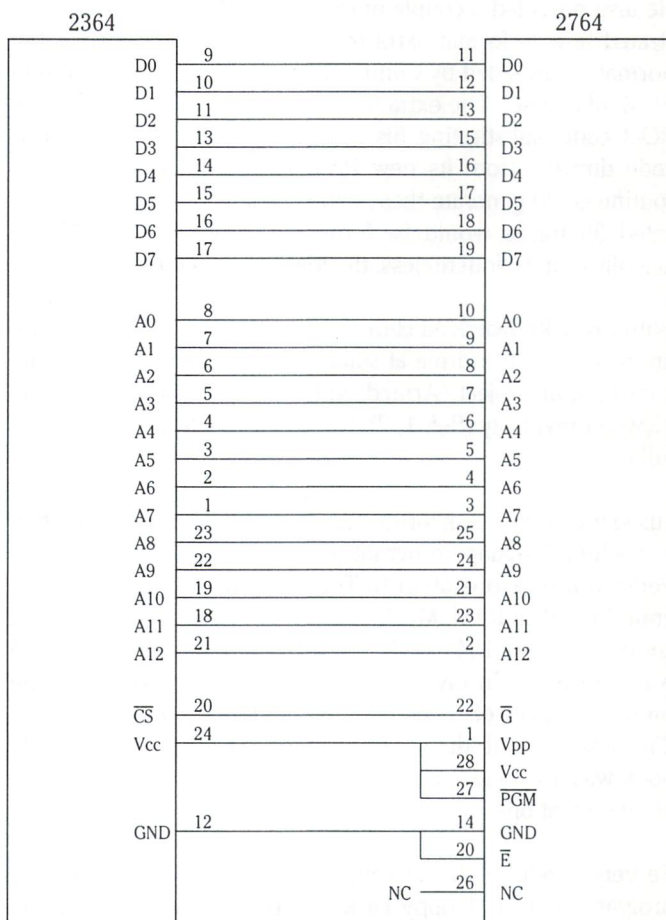 2364 2764
D0 9 11 D0
D1 10 12 D1
D2 11 13 D2
D3 13 15 D3
D4 14 16 D4
D5 15 17 D5
D6 16 18 D6
D7 17 19 D7
A0 8 10 A0
A1 7 9 A1
A2 6 8 A2
A3 5 7 A3
A4 4 6 A4
A5 3 5 A5
A6 2 4 A6
A7 1 3 A7
A8 23 25 A8
A9 22 24 A9
A10 19 21 A10
A11 18 23 A11
A12 21 2 A12
C̅S̅ 20 22 G̅
Vcc 24 1 Vpp
28 Vcc
27 P̅G̅M̅
GND 12 14 GND
20 E̅
NC 26 NC